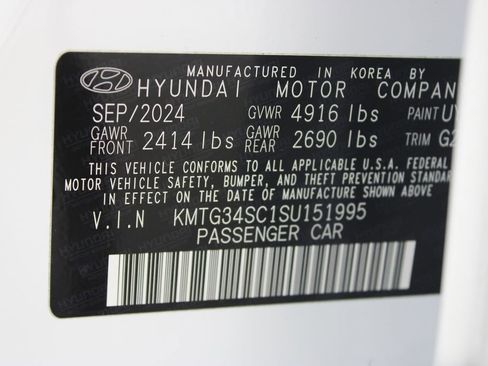 MANUFACTURED IN KOREA BY
HYUNDAI MOTOR COMPAN
SEP/2024 GVWR 4916 lbs PAINT U
GAWR FRONT 2414 lbs GAWR REAR 2690 lbs TRIM G2
THIS VEHICLE CONFORMS TO ALL APPLICABLE U.S.A. FEDERAL
MOTOR VEHICLE SAFETY, BUMPER, AND THEFT PREVENTION STANDAR
IN EFFECT ON THE DATE OF MANUFACTURE SHOWN ABOVE
V.I.N KMTG34SC1SU151995
PASSENGER CAR